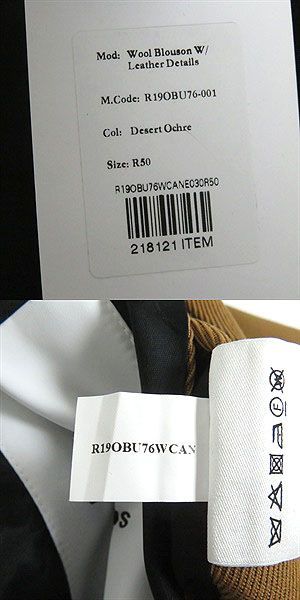 Mod: Wool Blouson W/
Leather Details
M.Code: R19OBU76-001
Col: Desert Ochre
Size: R50
R19OBU76WCANE030R50
218121 ITEM
R19OBU76WCAN